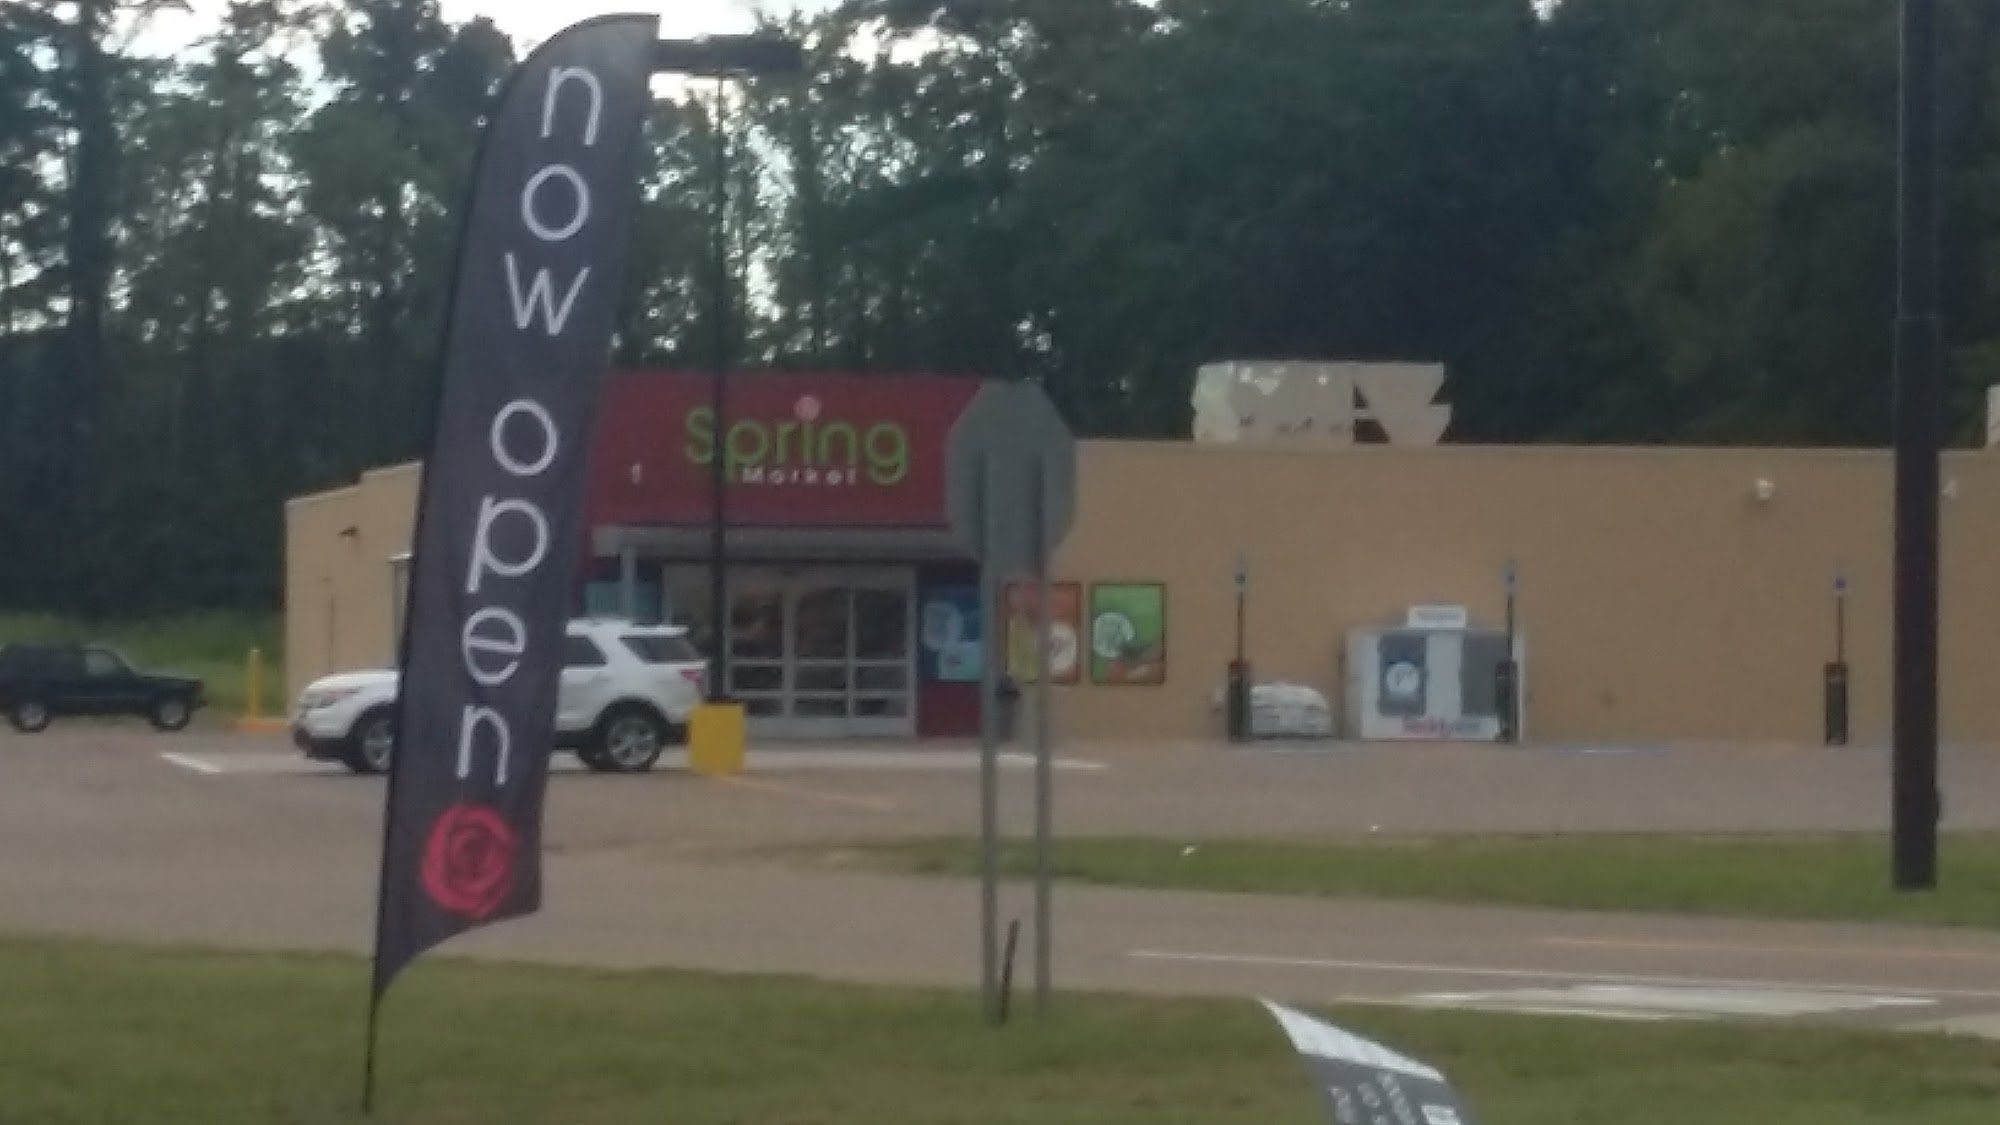 now open
Spring
Market